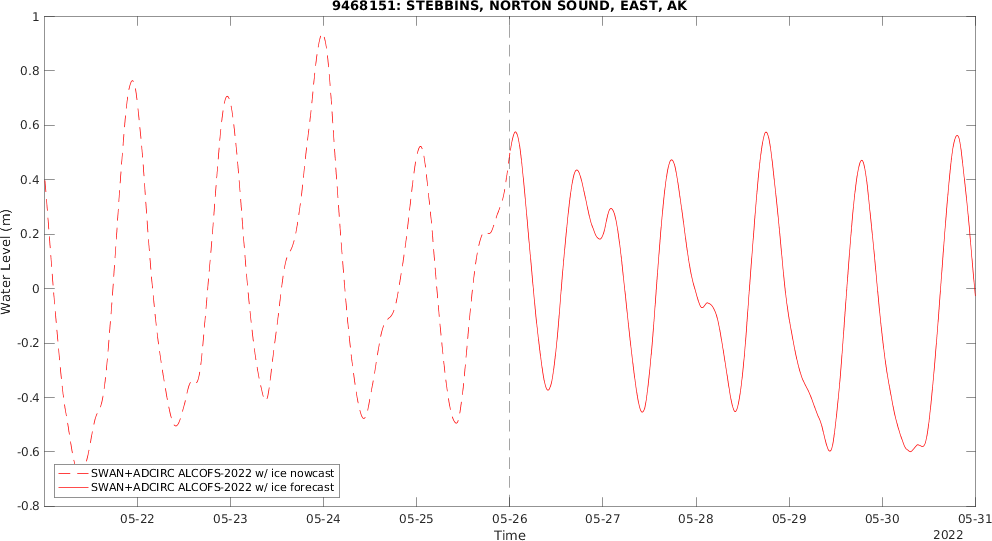 9468151: STEBBINS, NORTON SOUND, EAST, AK
Water Level (m)
1
0.8
0.6
0.4
0.2
0
-0.2
-0.4
-0.6
-0.8
SWAN+ADCIRC ALCOFS-2022 w/ ice nowcast
SWAN+ADCIRC ALCOFS-2022 w/ ice forecast
05-22 05-23 05-24 05-25 05-26 05-27 05-28 05-29 05-30 05-31
Time
2022